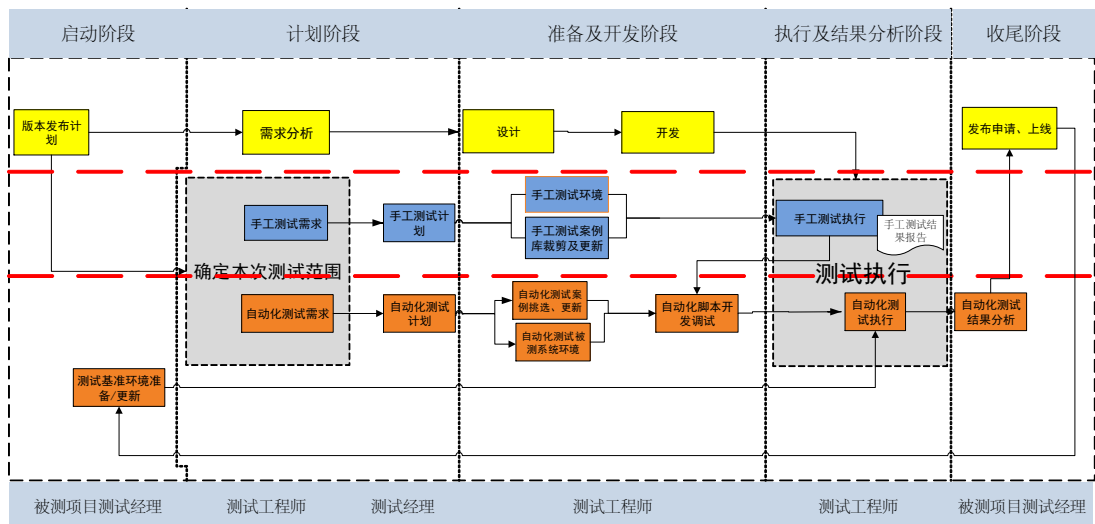 启动阶段
计划阶段
准备及开发阶段
执行及结果分析阶段
收尾阶段
版本发布计
划
需求分析
设计
开发
发布申请、上线
手工测试需求
手工测试计
划
手工测试环境
手工测试案例
库裁剪及更新
手工测试执行
手工测试结
果报告
确定本次测试范围
测试执行
自动化测试需求
自动化测试
计划
自动化测试案
例挑选、更新
自动化测试被
测系统环境
自动化脚本开
发调试
自动化测
试执行
自动化测试
结果分析
测试基准环境准
备/更新
被测项目测试经理
测试工程师
测试经理
测试工程师
测试工程师
被测项目测试经理